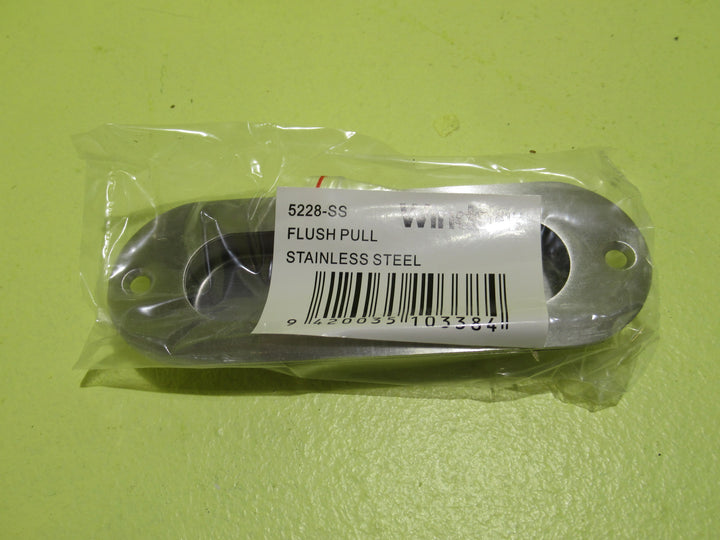 5228-SS
FLUSH PULL
STAINLESS STEEL
9 420035 103384